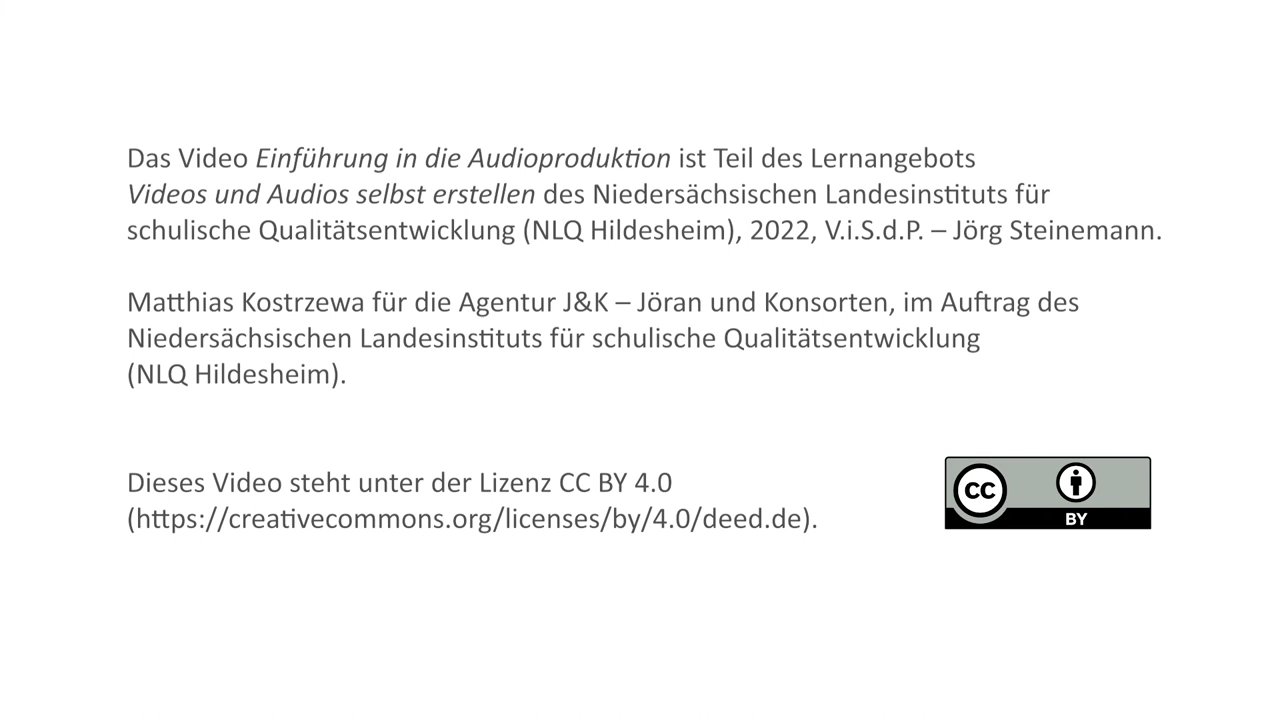 Das Video Einführung in die Audioproduktion ist Teil des Lernangebots
Videos und Audios selbst erstellen des Niedersächsischen Landesinstituts für
schulische Qualitätsentwicklung (NLQ Hildesheim), 2022, V.i.S.d.P. – Jörg Steinemann.
Matthias Kostrzewa für die Agentur J&K – Jöran und Konsorten, im Auftrag des
Niedersächsischen Landesinstituts für schulische Qualitätsentwicklung
(NLQ Hildesheim).
Dieses Video steht unter der Lizenz CC BY 4.0
(https://creativecommons.org/licenses/by/4.0/deed.de).
CC
BY